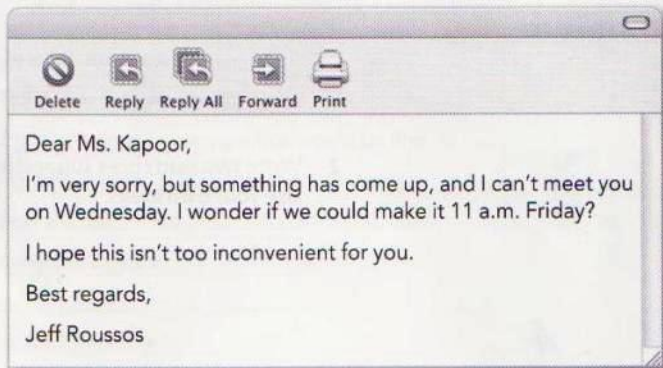 Delete Reply Reply All Forward Print
Dear Ms. Kapoor,
I'm very sorry, but something has come up, and I can't meet you
on Wednesday. I wonder if we could make it 11 a.m. Friday?
I hope this isn't too inconvenient for you.
Best regards,
Jeff Roussos